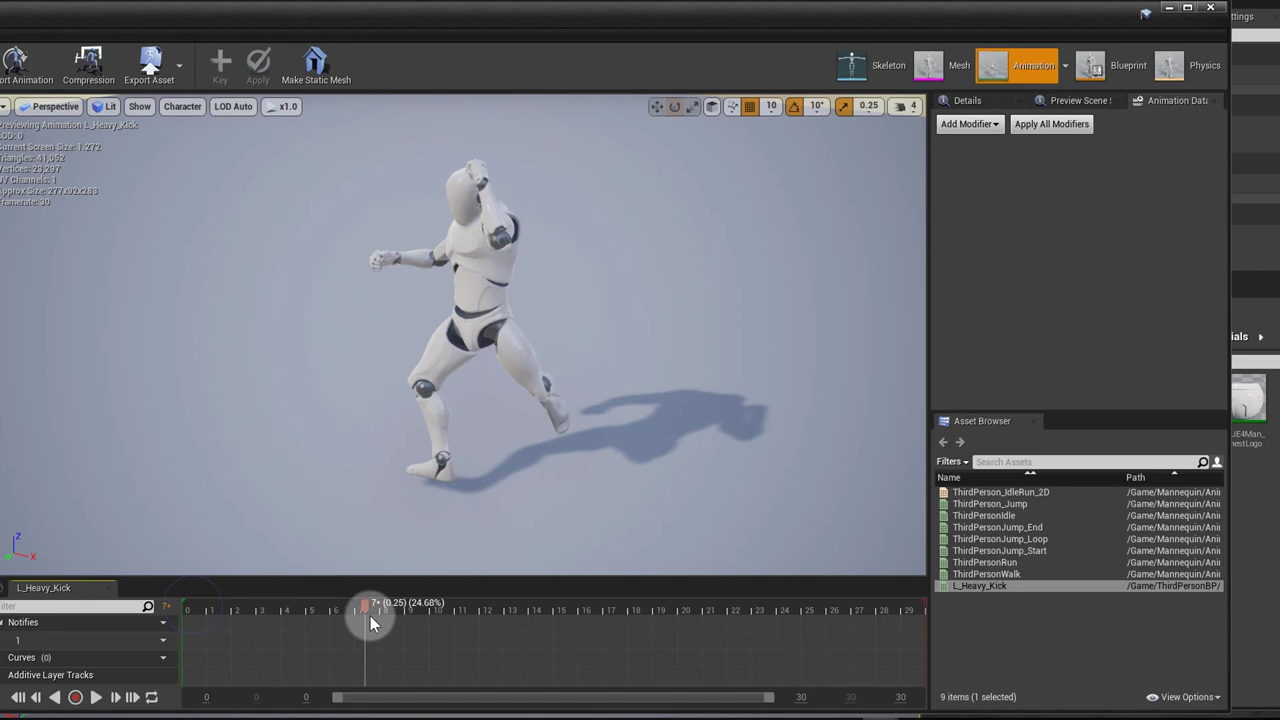 ttings
ort Animation Compression Export Asset Key Apply Make Static Mesh Skeleton Mesh Animation Blueprint Physics
Perspective Lit Show Character LOD Auto x1.0 10 10° 0.25 4
Details Preview Scene Animation Data
Add Modifier Apply All Modifiers
Previewing Animation L_Heavy_Kick
LOD: 0
Current Screen Size: 1.272
Triangles: 41,052
Vertices: 23,297
UV Channels: 1
Approx Size: 277x92x283
Framerate: 30
ials
Z
X
Asset Browser
Filters Search Assets
Name Path
ThirdPerson_IdleRun_2D /Game/Mannequin/Ani
ThirdPerson_Jump /Game/Mannequin/Ani
ThirdPersonIdle /Game/Mannequin/Ani
ThirdPersonJump_End /Game/Mannequin/Ani
ThirdPersonJump_Loop /Game/Mannequin/Ani
ThirdPersonJump_Start /Game/Mannequin/Ani
ThirdPersonRun /Game/Mannequin/Ani
ThirdPersonWalk /Game/Mannequin/Ani
L_Heavy_Kick /Game/ThirdPersonBP/
9 items (1 selected) View Options
UE4Man_
hestLogo
L_Heavy_Kick
ilter 7*
7* (0.25) (24.68%)
0 1 2 3 4 5 6 8 9 10 11 12 13 14 15 16 17 18 19 20 21 22 23 24 25 26 27 28 29
Notifies
1
Curves (0)
Additive Layer Tracks
0 0 0 30 30 30